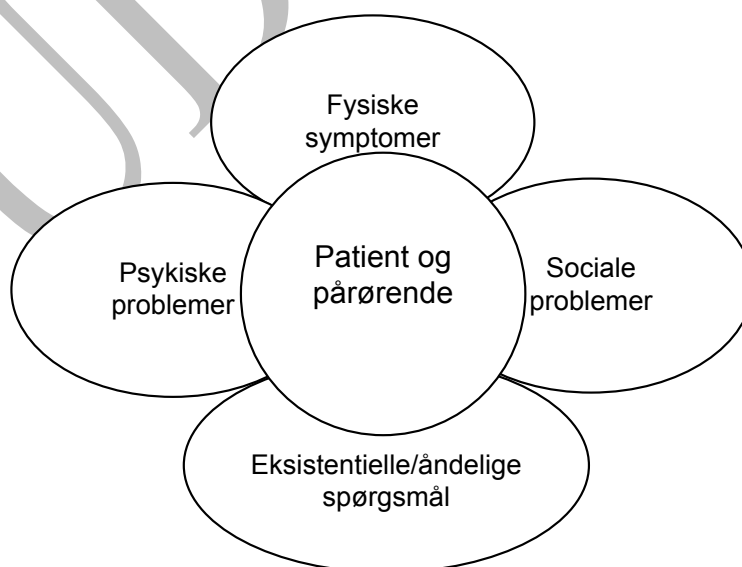 Fysiske
symptomer
Psykiske
problemer
Patient og
pårørende
Sociale
problemer
Eksistentielle/åndelige
spørgsmål